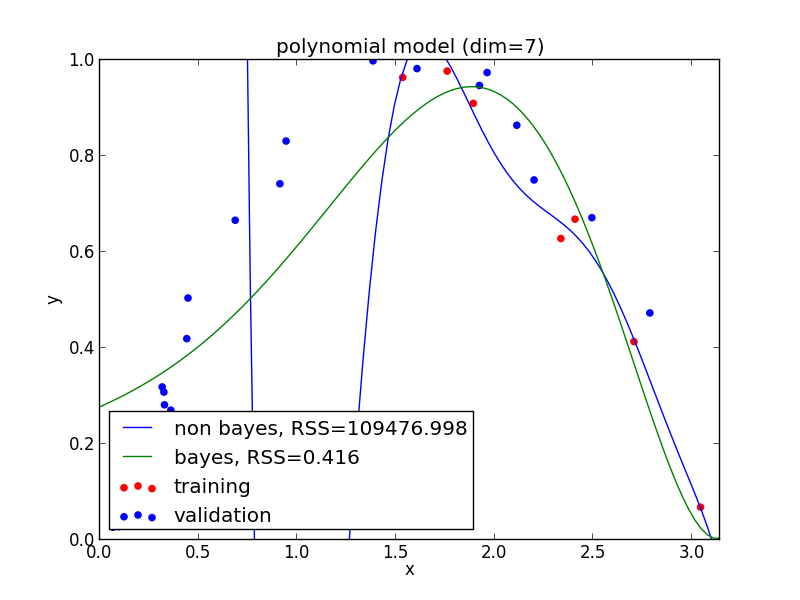 polynomial model (dim=7)
1.0
0.8
0.6
0.4
0.2
0.0
y
non bayes, RSS=109476.998
bayes, RSS=0.416
training
validation
0.0 0.5 1.0 1.5 2.0 2.5 3.0
x